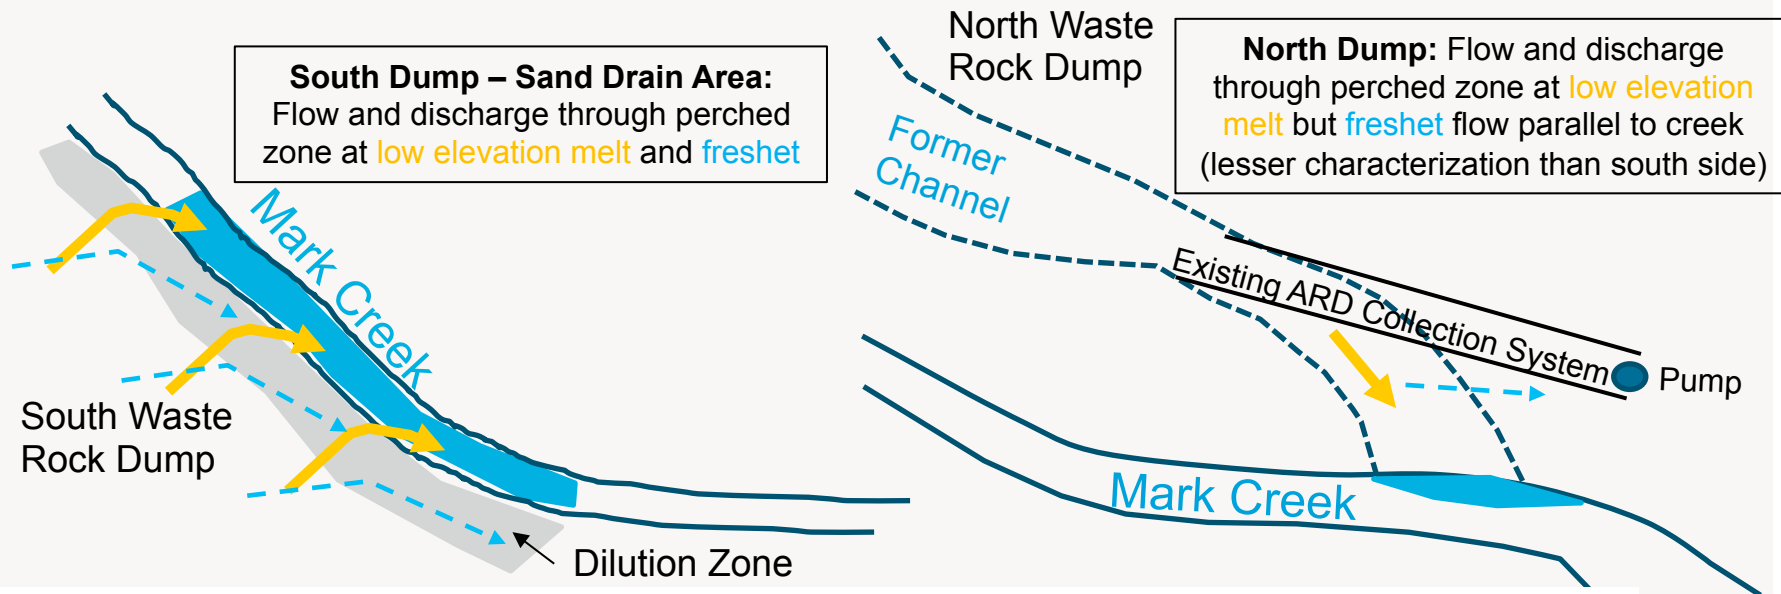 South Dump – Sand Drain Area:
Flow and discharge through perched
zone at low elevation melt and freshet
Mark Creek
South Waste
Rock Dump
Dilution Zone
North Waste
Rock Dump
North Dump: Flow and discharge
through perched zone at low elevation
melt but freshet flow parallel to creek
(lesser characterization than south side)
Former
Channel
Existing ARD Collection System
Pump
Mark Creek